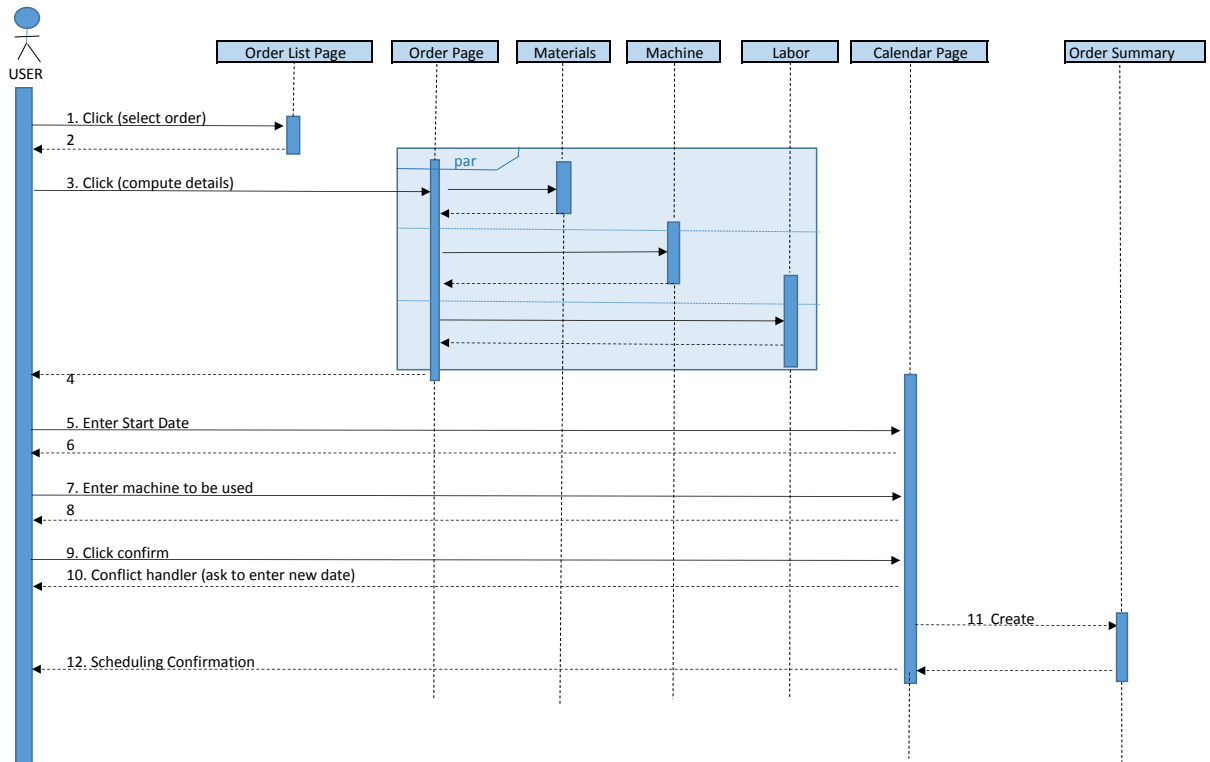 USER
Order List Page
Order Page
Materials
Machine
Labor
Calendar Page
Order Summary
1. Click (select order)
2
par
3. Click (compute details)
4
5. Enter Start Date
6
7. Enter machine to be used
8
9. Click confirm
10. Conflict handler (ask to enter new date)
11 Create
12. Scheduling Confirmation